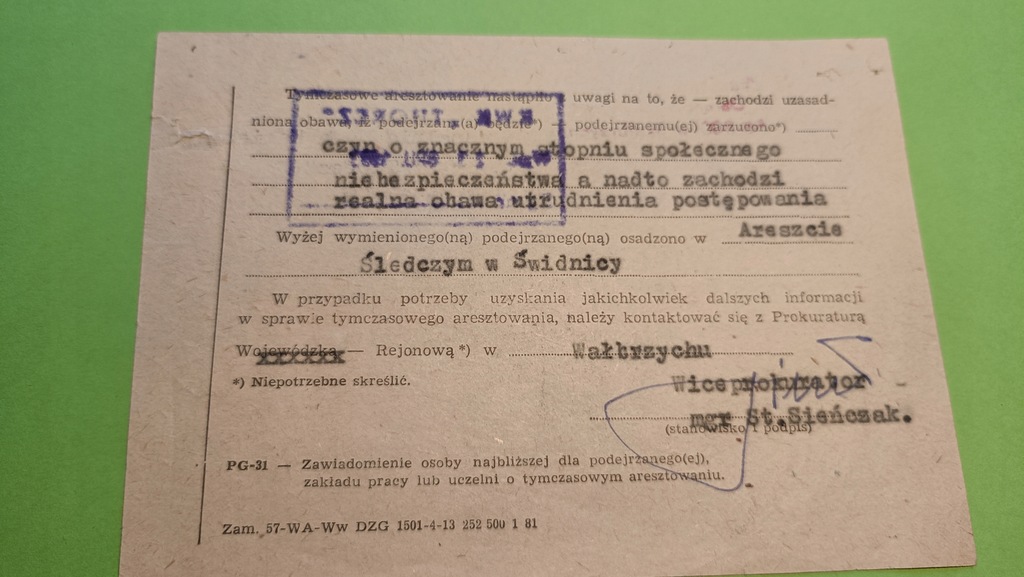 Tymczasowe aresztowanie nastąpiło z uwagi na to, że — zachodzi uzasad-
niona obawa, iż podejrzany(a) będzie*) — podejrzanemu(ej) zarzucono*)
czyn o znacznym stopniu społecznego
niebezpieczeństwa a nadto zachodzi
realna obawa utrudnienia postępowania
Wyżej wymienionego(ną) podejrzanego(ną) osadzono w Areszcie
Śledczym w Świdnicy
W przypadku potrzeby uzyskania jakichkolwiek dalszych informacji
w sprawie tymczasowego aresztowania, należy kontaktować się z Prokuraturą
Wojewódzką — Rejonową*) w Wałbrzychu
*) Niepotrzebne skreślić.
Wiceprokurator
mgr St.Sieńczak.
(stanowisko i podpis)
PG-31 — Zawiadomienie osoby najbliższej dla podejrzanego(ej),
zakładu pracy lub uczelni o tymczasowym aresztowaniu.
Zam. 57-WA-Ww DZG 1501-4-13 252 500 1 81